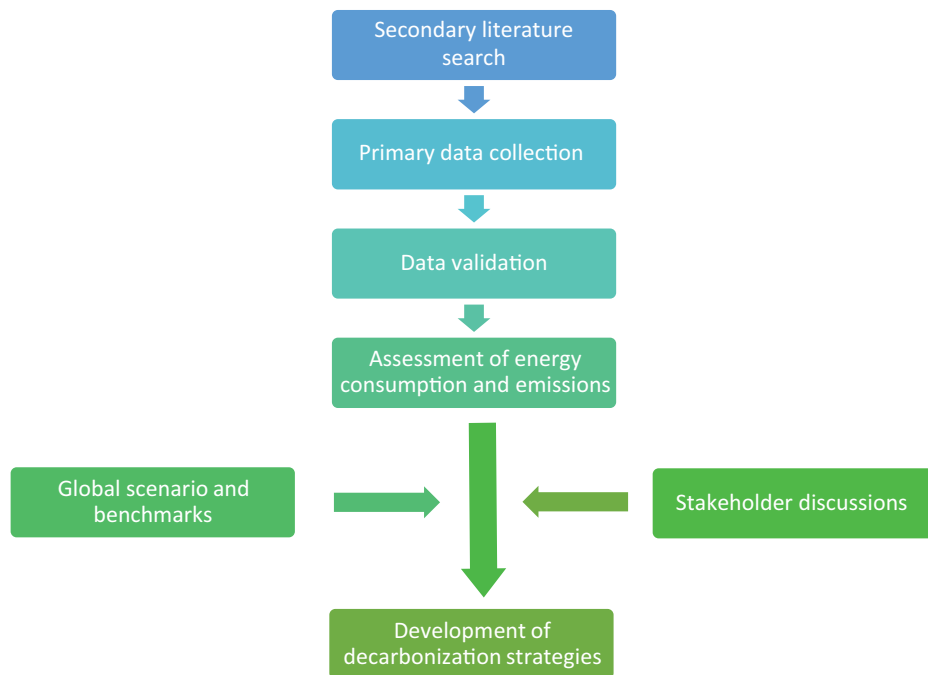 Secondary literature
search
Primary data collection
Data validation
Assessment of energy
consumption and emissions
Global scenario and
benchmarks
Stakeholder discussions
Development of
decarbonization strategies